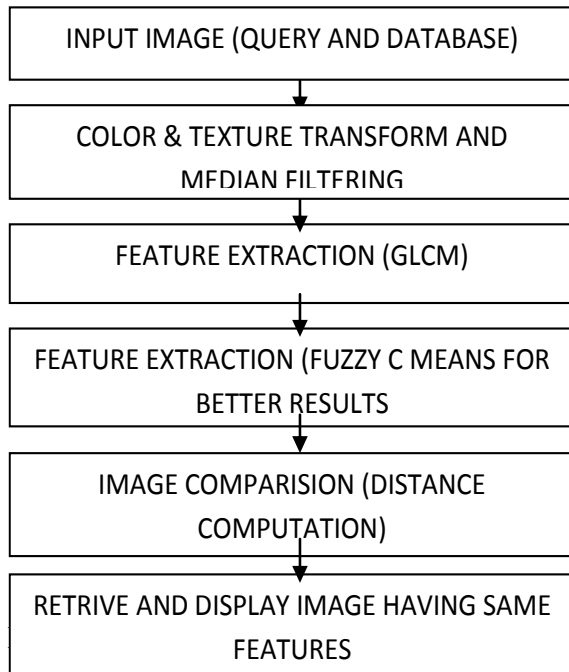 INPUT IMAGE (QUERY AND DATABASE)
COLOR & TEXTURE TRANSFORM AND
MEDIAN FILTERING
FEATURE EXTRACTION (GLCM)
FEATURE EXTRACTION (FUZZY C MEANS FOR
BETTER RESULTS
IMAGE COMPARISION (DISTANCE
COMPUTATION)
RETRIVE AND DISPLAY IMAGE HAVING SAME
FEATURES